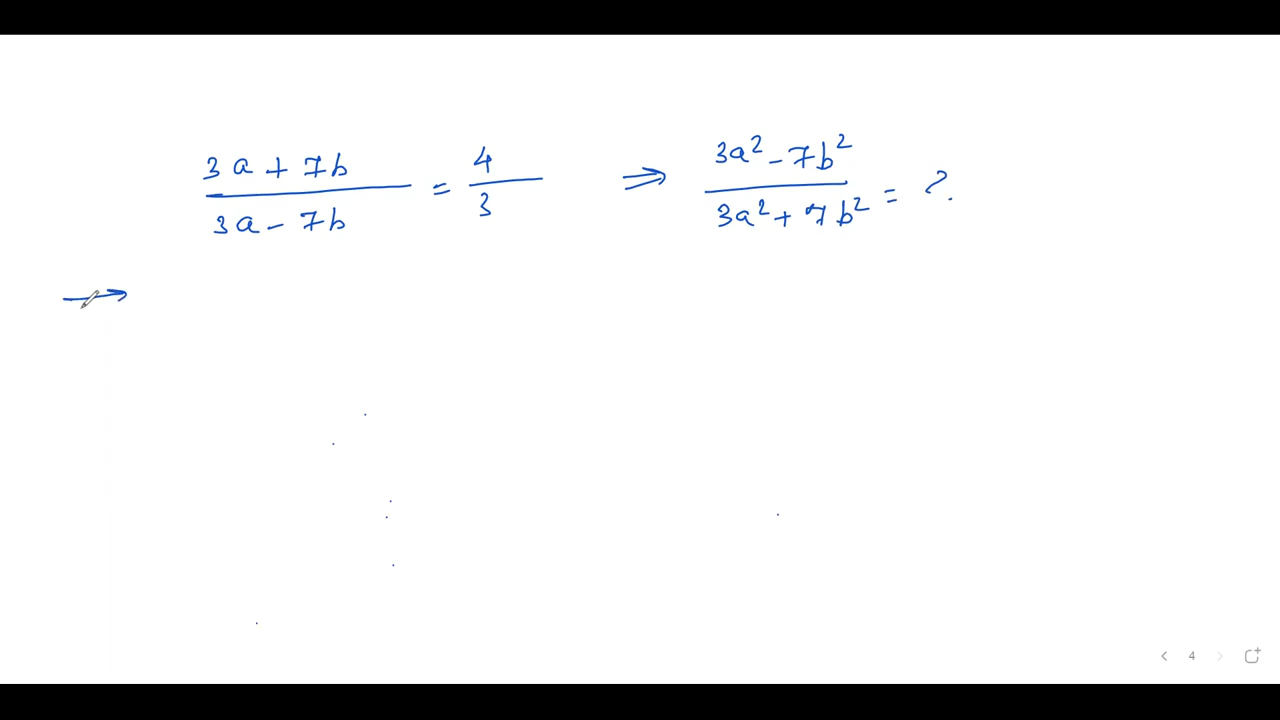 3a + 7b / 3a - 7b = 4 / 3 ⇒ 3a² - 7b² / 3a² + 7b² = ?
→
4